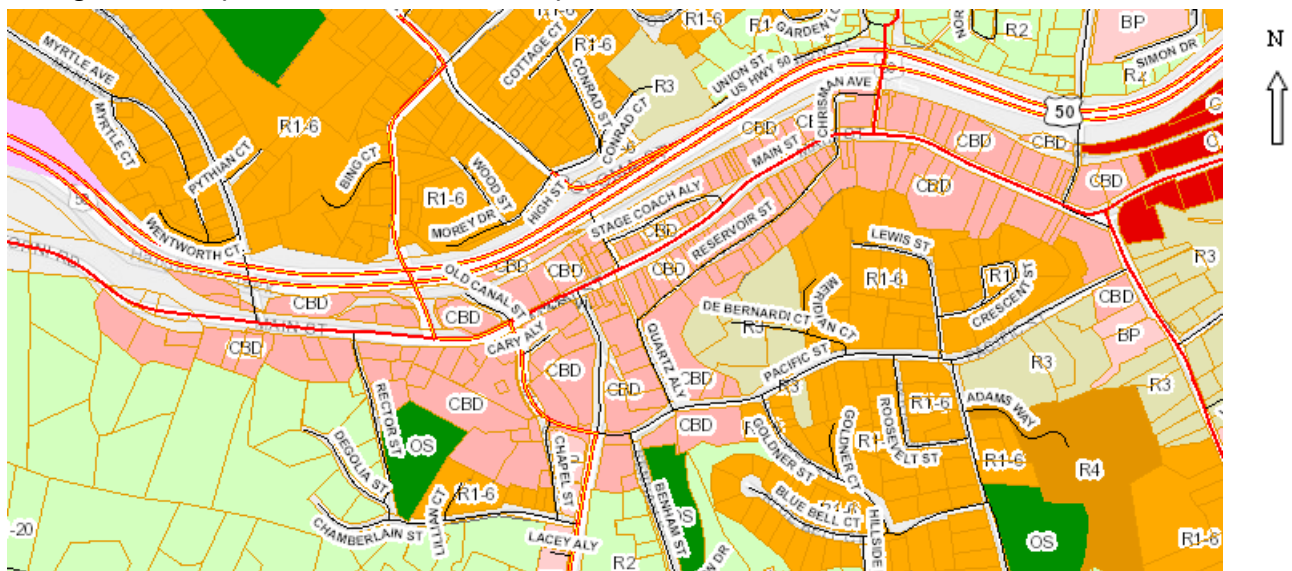 N
MYRTLE AVE
MYRTLE CT
PYTHIAN CT
WENTWORTH CT
R1-6
BING CT
R1-6
WOOD ST
MOREY DR
HIGH ST
COTTAGE CT
R1-6
CONRAD ST
CONRAD CT
R3
UNION ST
US HWY 50
GARDEN
R2
BP
SIMON DR
R2
50
CHRISMAN AVE
CBD
CBD
CBD
CBD
MAIN ST
STAGE COACH ALY
CBD
RESERVOIR ST
CBD
CBD
CBD
CBD
OLD CANAL ST
CBD
CBD
MAIN ST
CBD
CARY ALY
CBD
CBD
CBD
QUARTZ ALY
CBD
CBD
LEWIS ST
R1-6
R1
CRESCENT ST
MERIDIAN CT
DE BERNARDI CT
R3
PACIFIC ST
R3
CBD
BP
R3
R3
R3
RECTOR ST
OS
DEGOLIA ST
CHAMBERLAIN ST
LILLIAN CT
R1-6
CHAPEL ST
LACEY ALY
BENHAM ST
OS
R2
GOLDNER ST
GOLDNER CT
ROOSEVELT ST
R1-6
ADAMS WAY
R1-6
R4
BLUE BELL CT
HILLSIDE
OS
R1-6
-20